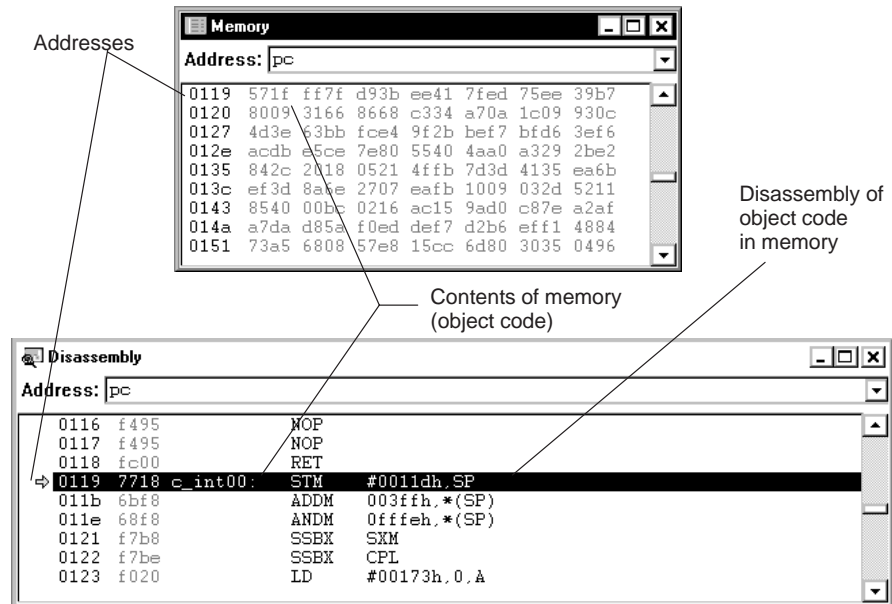 Memory
Addresses
Address: pc
0119 571f ff7f d93b ee41 7fed 75ee 39b7
0120 8009 3166 8668 c334 a70a 1c09 930c
0127 4d3e 63bb fce4 9f2b bef7 bfd6 3ef6
012e acdb e5ce 7e80 5540 4aa0 a329 2be2
0135 842c 2018 0521 4ffb 7d3d 4135 ea6b
013c ef3d 8a6e 2707 eafb 1009 032d 5211
0143 8540 00bc 0216 ac15 9ad0 c87e a2af
014a a7da d85a f0ed def7 d2b6 eff1 4884
0151 73a5 6808 57e8 15cc 6d80 3035 0496
Disassembly of
object code
in memory
Contents of memory
(object code)
Disassembly
Address: pc
0116 f495 NOP
0117 f495 NOP
0118 fc00 RET
0119 7718 c_int00: STM #0011dh,SP
011b 6bf8 ADDM 003ffh,*(SP)
011e 68f8 ANDM 0fffeh,*(SP)
0121 f7b8 SSBX SXM
0122 f7be SSBX CPL
0123 f020 LD #00173h,0,A